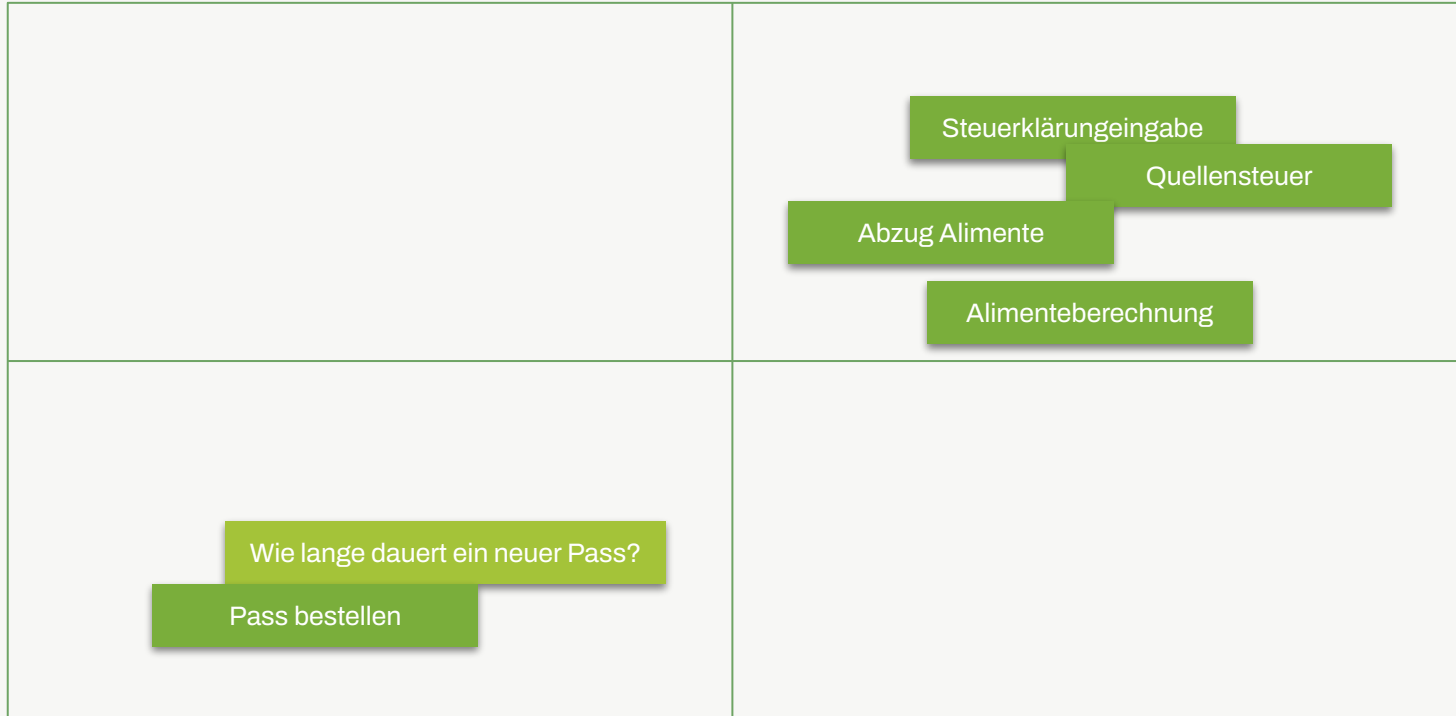 Steuerklärungeingabe
Quellensteuer
Abzug Alimente
Alimenteberechnung
Wie lange dauert ein neuer Pass?
Pass bestellen